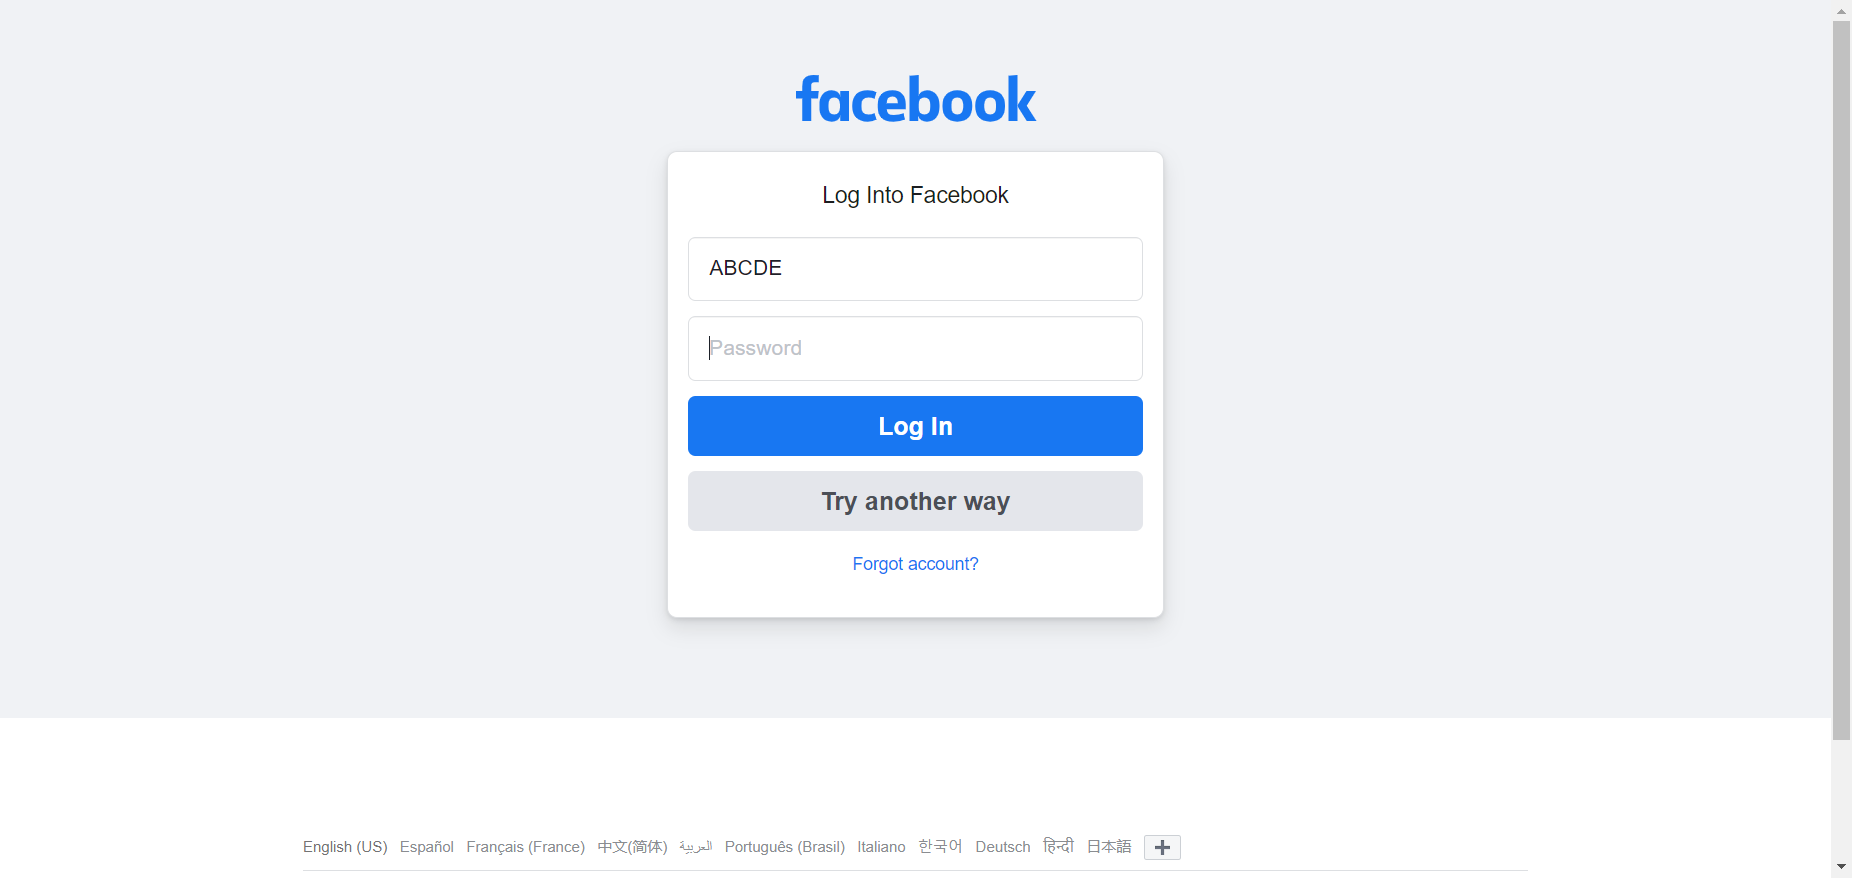 facebook
Log Into Facebook
ABCDE
Password
Log In
Try another way
Forgot account?
English (US) Español Français (France) 中文(简体) العربية Português (Brasil) Italiano 한국어 Deutsch हिन्दी 日本語